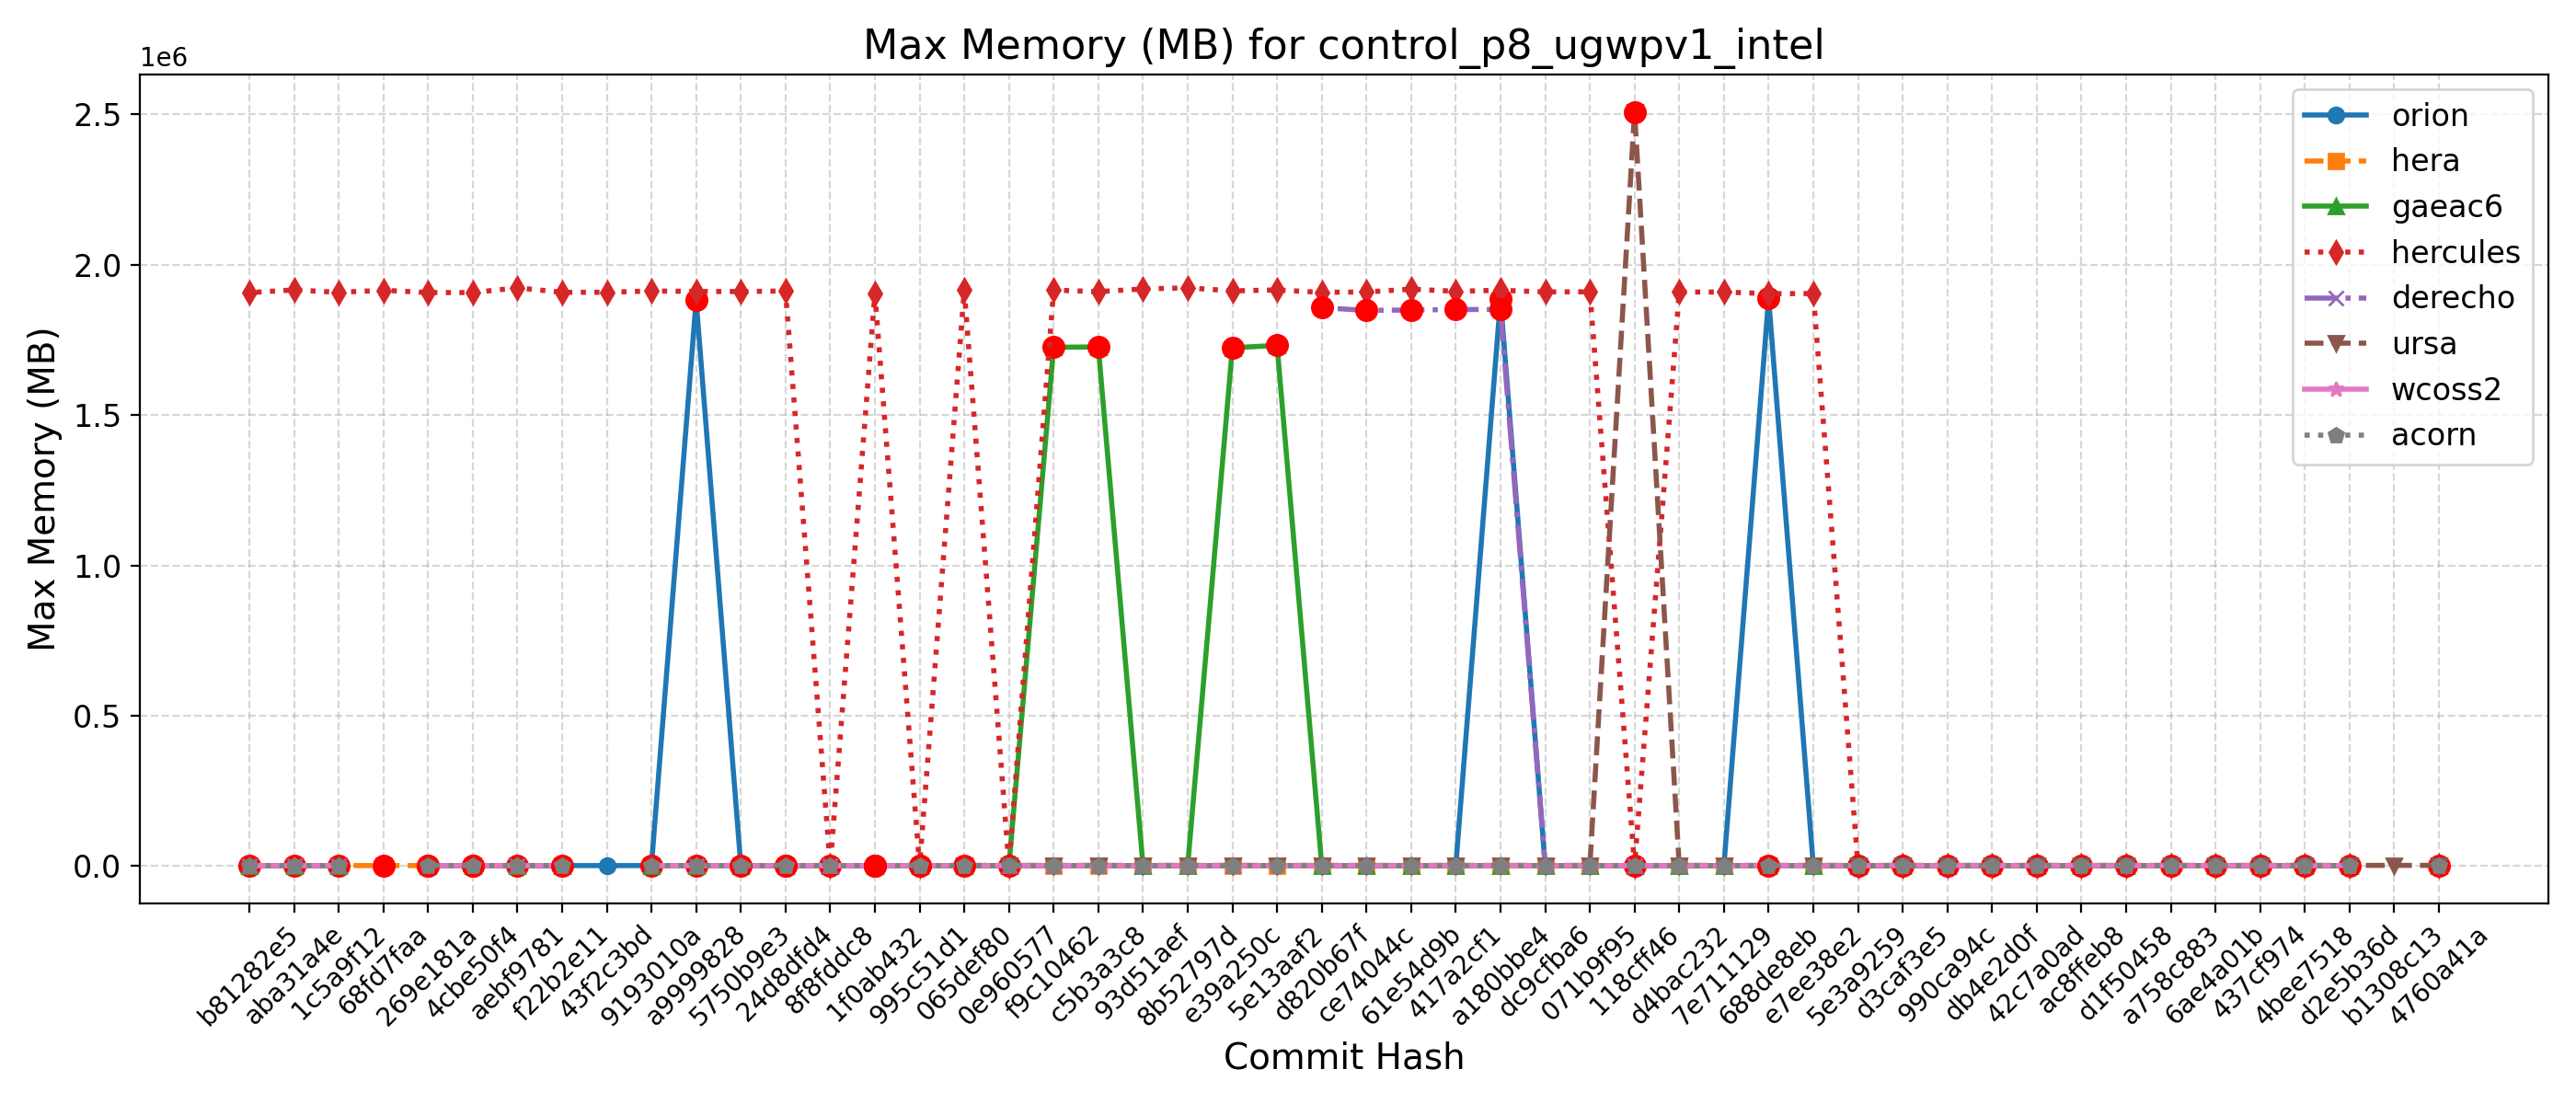 Max Memory (MB) for control_p8_ugwpv1_intel
1e6
2.5
2.0
1.5
1.0
0.5
0.0
Max Memory (MB)
orion
hera
gaeac6
hercules
derecho
ursa
wcoss2
acorn
b81282e5
aba31a4e
1c5a9f12
68fd7faa
269e181a
4cbe50f4
aebf9781
f22b2e11
43f2c3bd
9193010a
a9999828
5750b9e3
24d8dfd4
8f8fddc8
1f0ab432
995c51d1
065def80
0e960577
f9c10462
c5b3a3c8
93d51aef
8b52797d
e39a250c
5e13aaf2
d820b67f
ce74044c
61e54d9b
417a2cf1
a180bbe4
dc9cfba6
071b9f95
118cff46
d4bac232
7e711129
688de8eb
e7ee38e2
5e3a9259
d3caf3e5
990ca94c
db4e2d0f
42c7a0ad
ac8ffeb8
d1f50458
a758c883
6ae4a01b
437cf974
4bee7518
d2e5b36d
b1308c13
4760a41a
Commit Hash